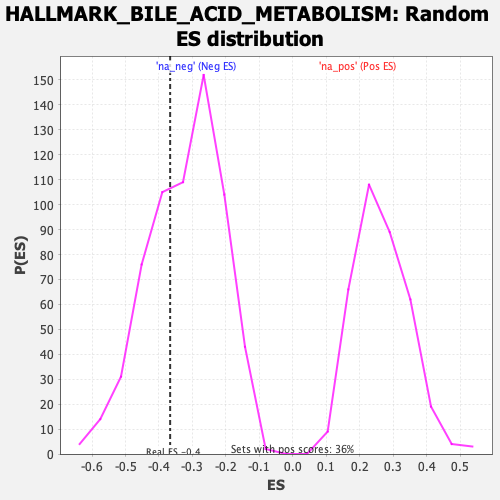 HALLMARK_BILE_ACID_METABOLISM: Random
ES distribution
'na_neg' (Neg ES)
'na_pos' (Pos ES)
P(ES)
150
140
130
120
110
100
90
80
70
60
50
40
30
20
10
0
Real ES -0.4
Sets with pos scores: 36%
-0.6 -0.5 -0.4 -0.3 -0.2 -0.1 0.0 0.1 0.2 0.3 0.4 0.5
ES